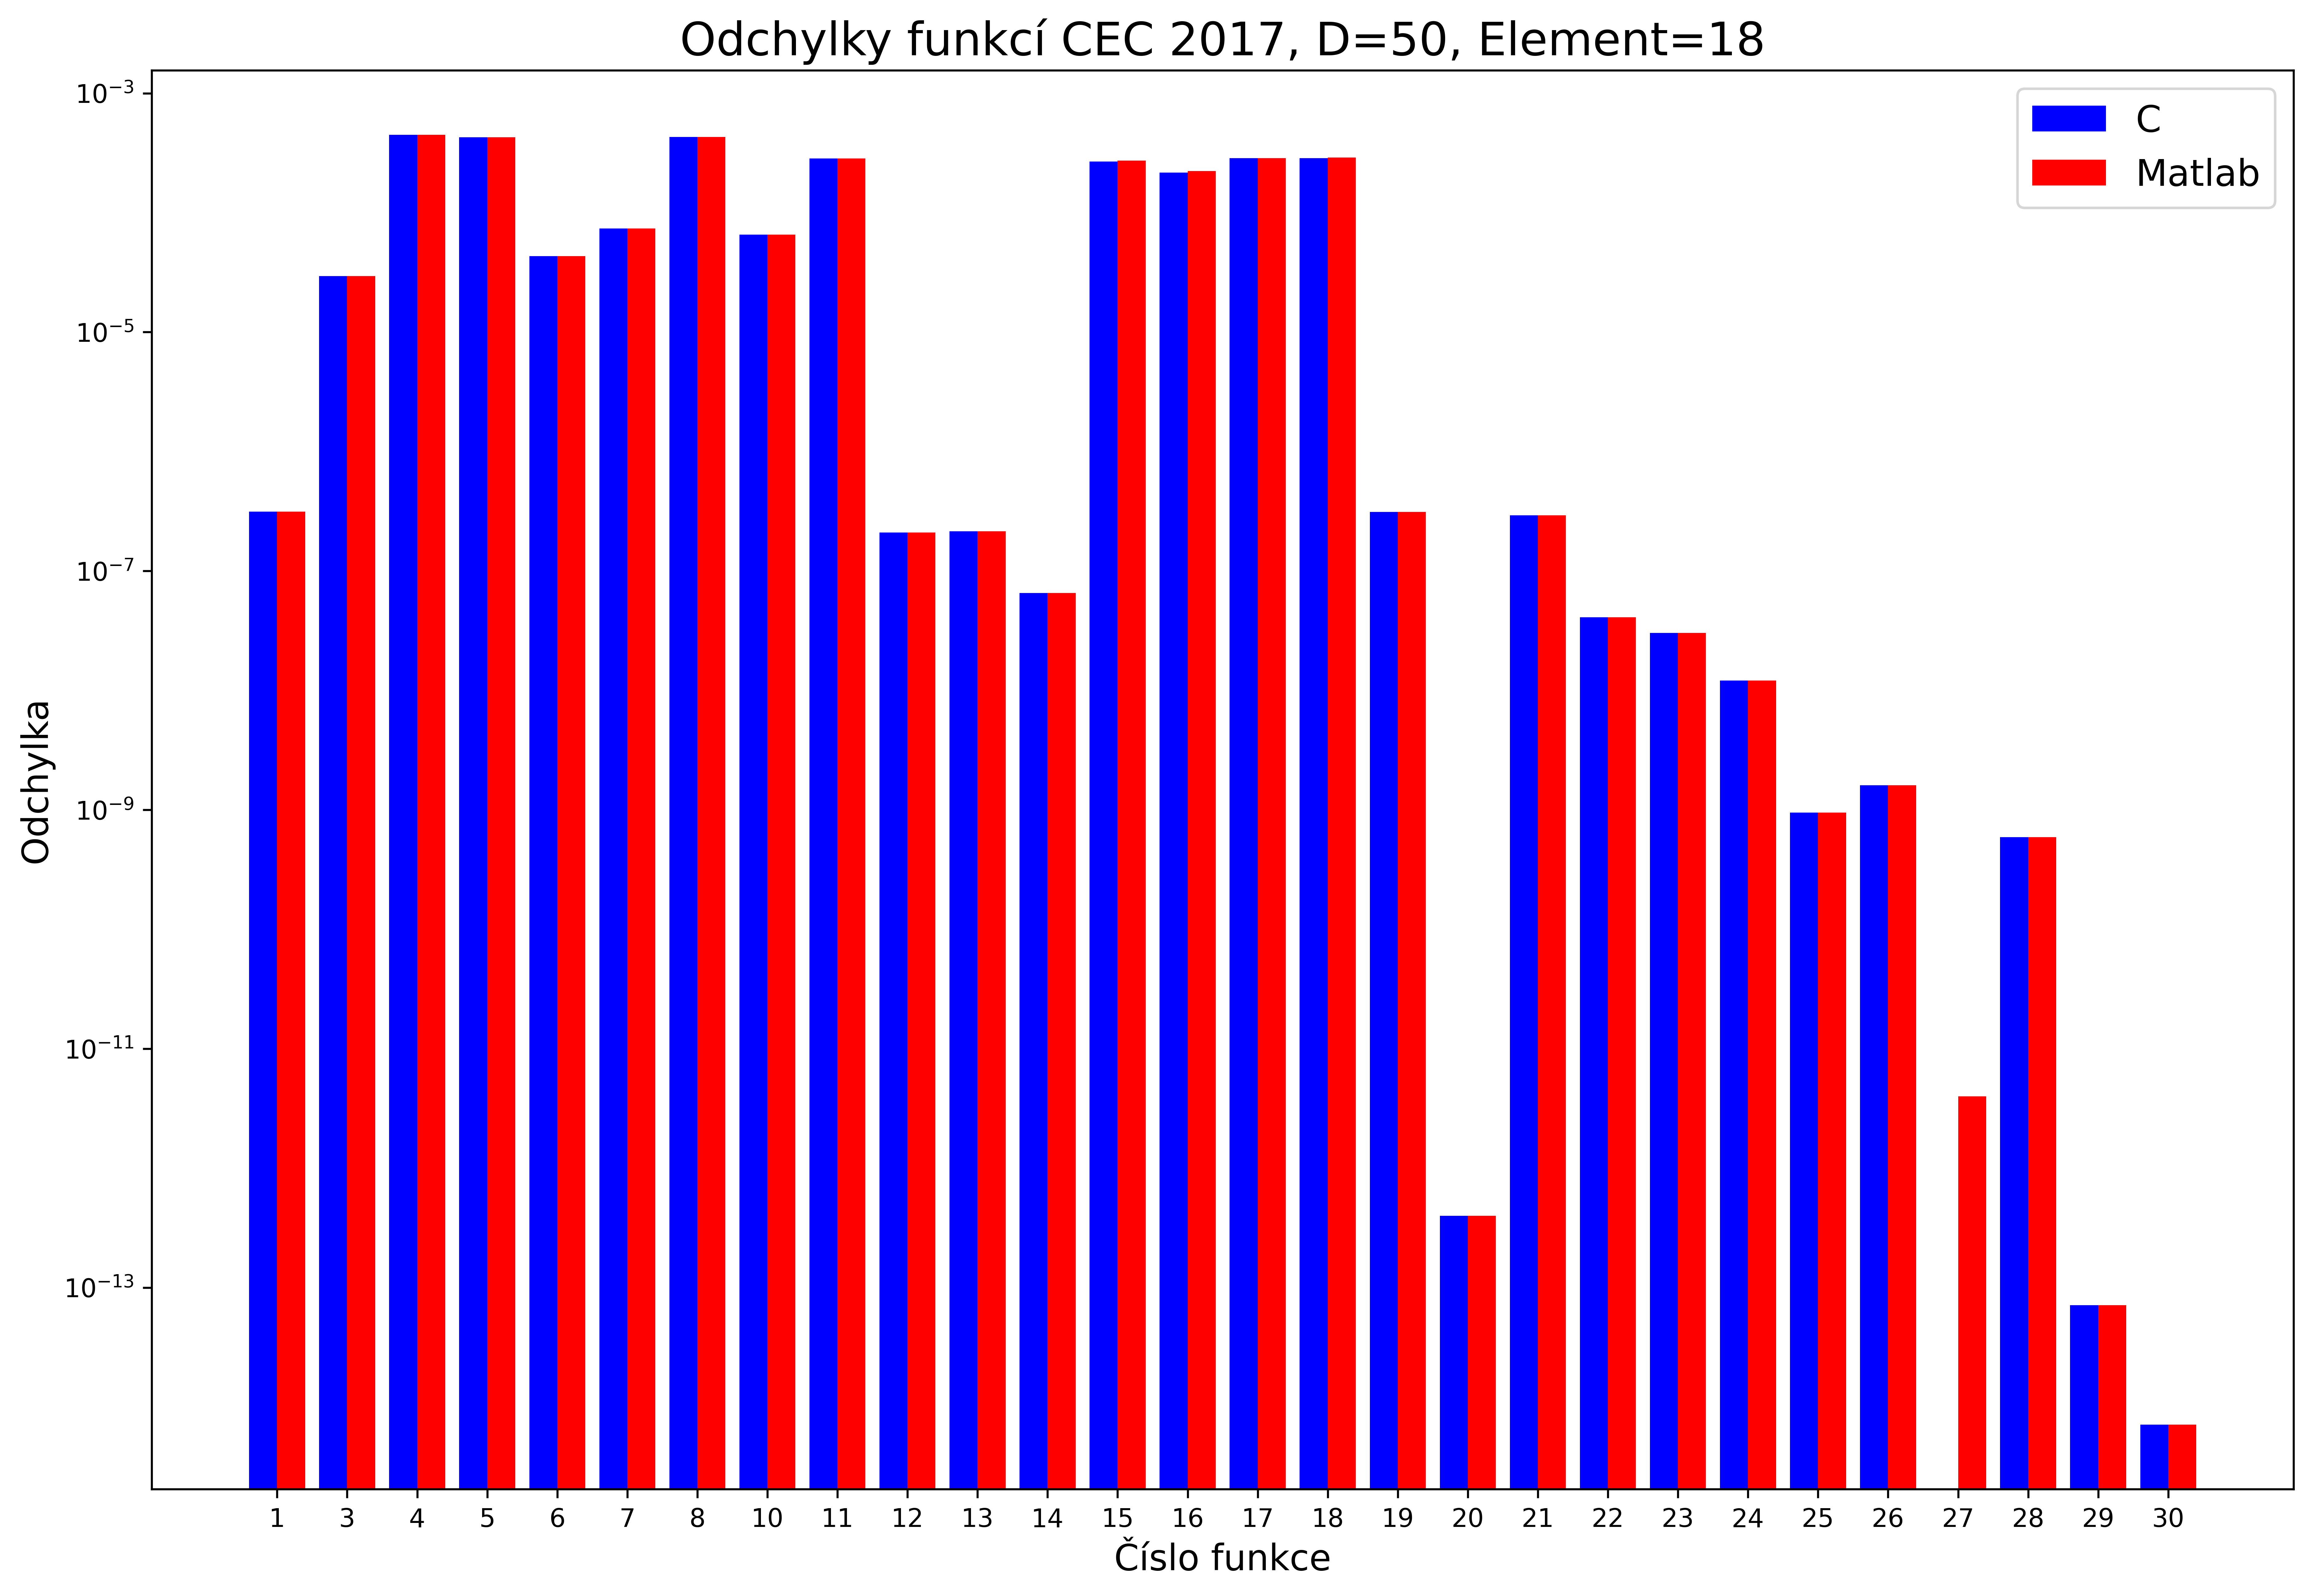 Odchylky funkcí CEC 2017, D=50, Element=18
C
Matlab
10⁻³
10⁻⁵
10⁻⁷
10⁻⁹
10⁻¹¹
10⁻¹³
Odchylka
1 3 4 5 6 7 8 10 11 12 13 14 15 16 17 18 19 20 21 22 23 24 25 26 27 28 29 30
Číslo funkce